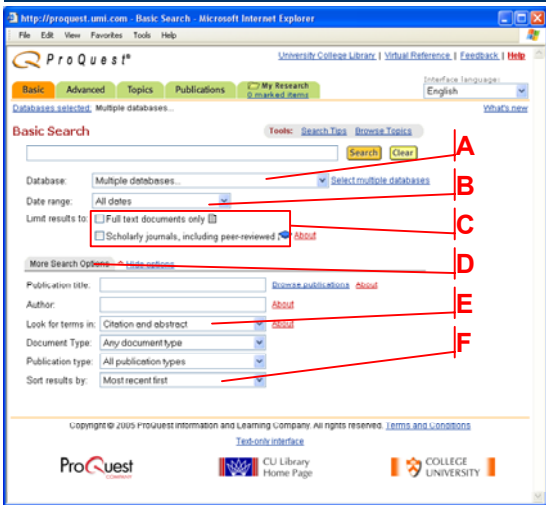 http://proquest.umi.com - Basic Search - Microsoft Internet Explorer
File Edit View Favorites Tools Help
ProQuest® University College Library | Virtual Reference | Feedback | Help
Interface language:
Basic Advanced Topics Publications My Research
0 marked items English
Databases selected: Multiple databases... What's new
Basic Search Tools: Search Tips Browse Topics
Search Clear
A
Database: Multiple databases... Select multiple databases
B
Date range: All dates
Limit results to: Full text documents only
C
Scholarly journals, including peer-reviewed About
More Search Options Hide options
D
Publication title: Browse publications About
Author: About
E
Look for terms in: Citation and abstract About
Document Type: Any document type
F
Publication type: All publication types
Sort results by: Most recent first
Copyright © 2005 ProQuest Information and Learning Company. All rights reserved. Terms and Conditions
Text-only interface
ProQuest
COMPANY
CU Library
Home Page
COLLEGE
UNIVERSITY